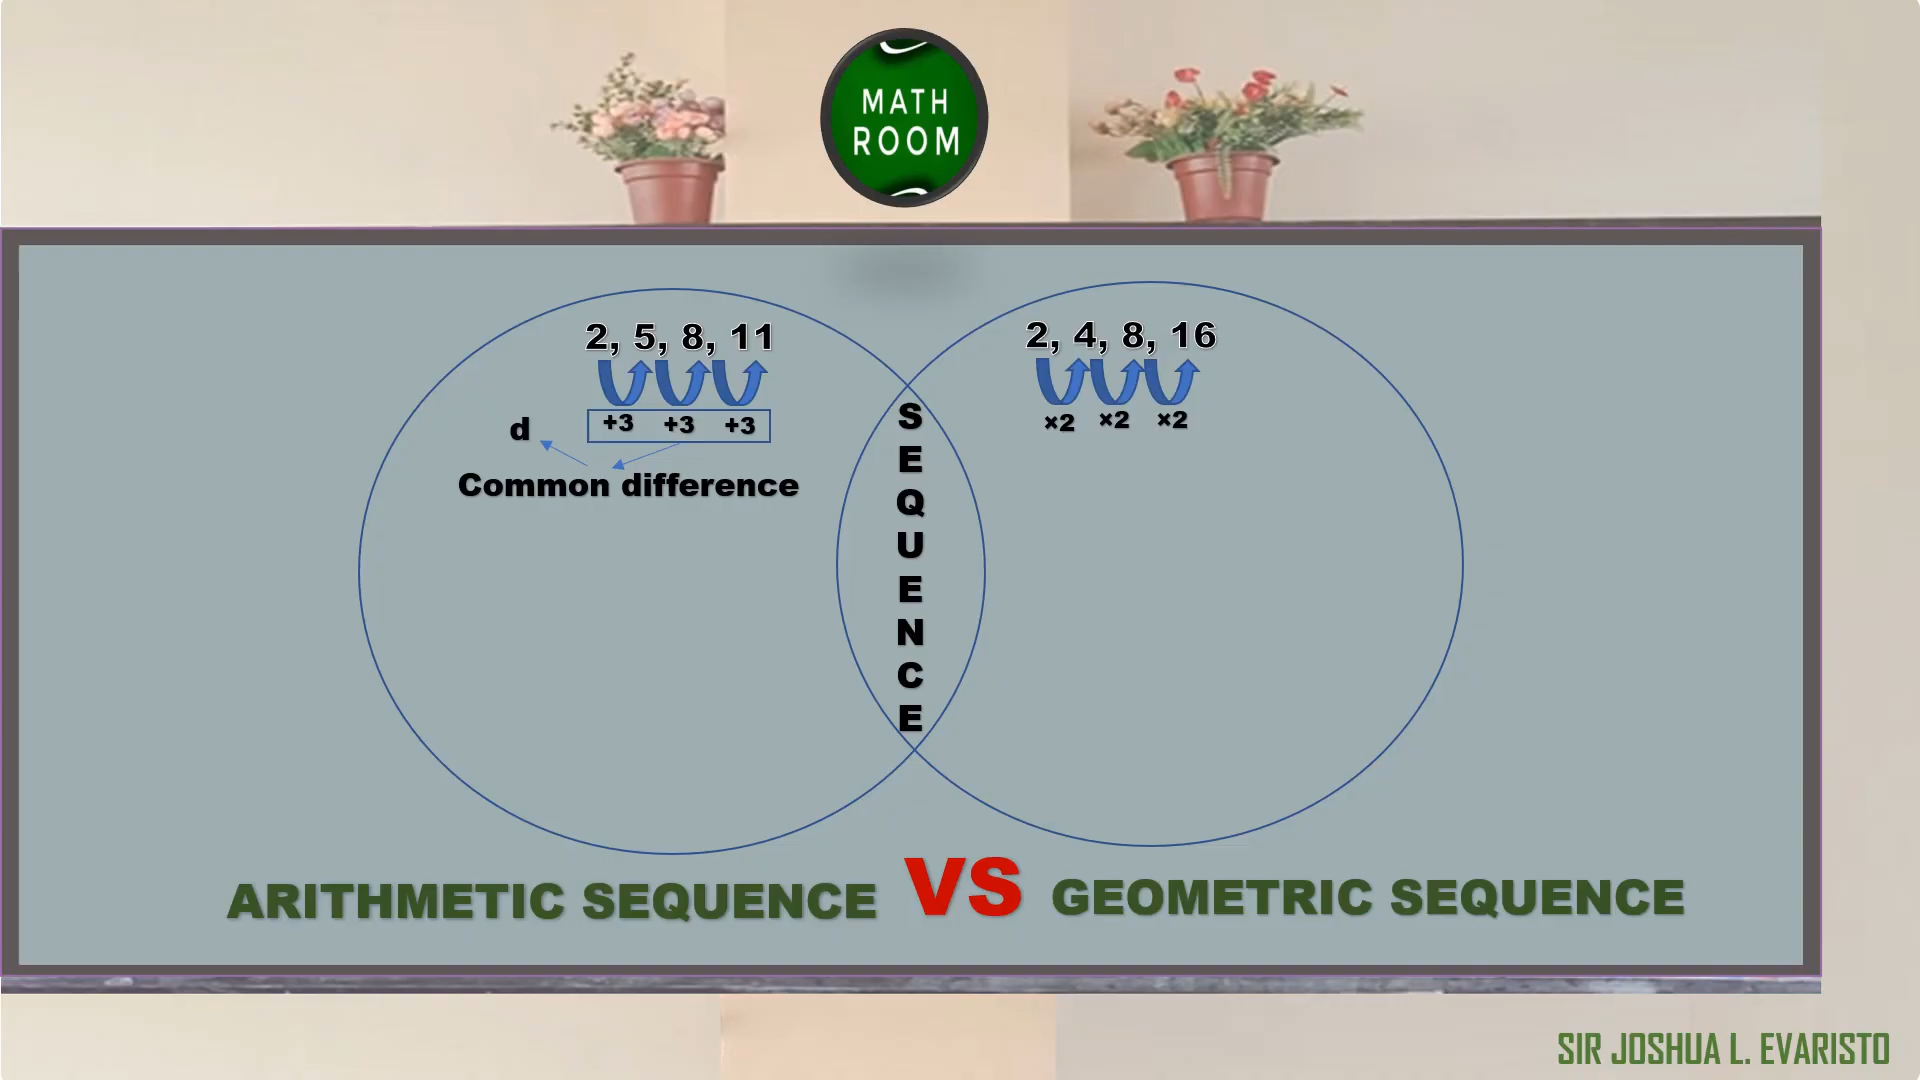 MATH
ROOM
2, 5, 8, 11
+3 +3 +3
d
Common difference
2, 4, 8, 16
×2 ×2 ×2
S
E
Q
U
E
N
C
E
ARITHMETIC SEQUENCE VS GEOMETRIC SEQUENCE
SIR JOSHUA L. EVARISTO